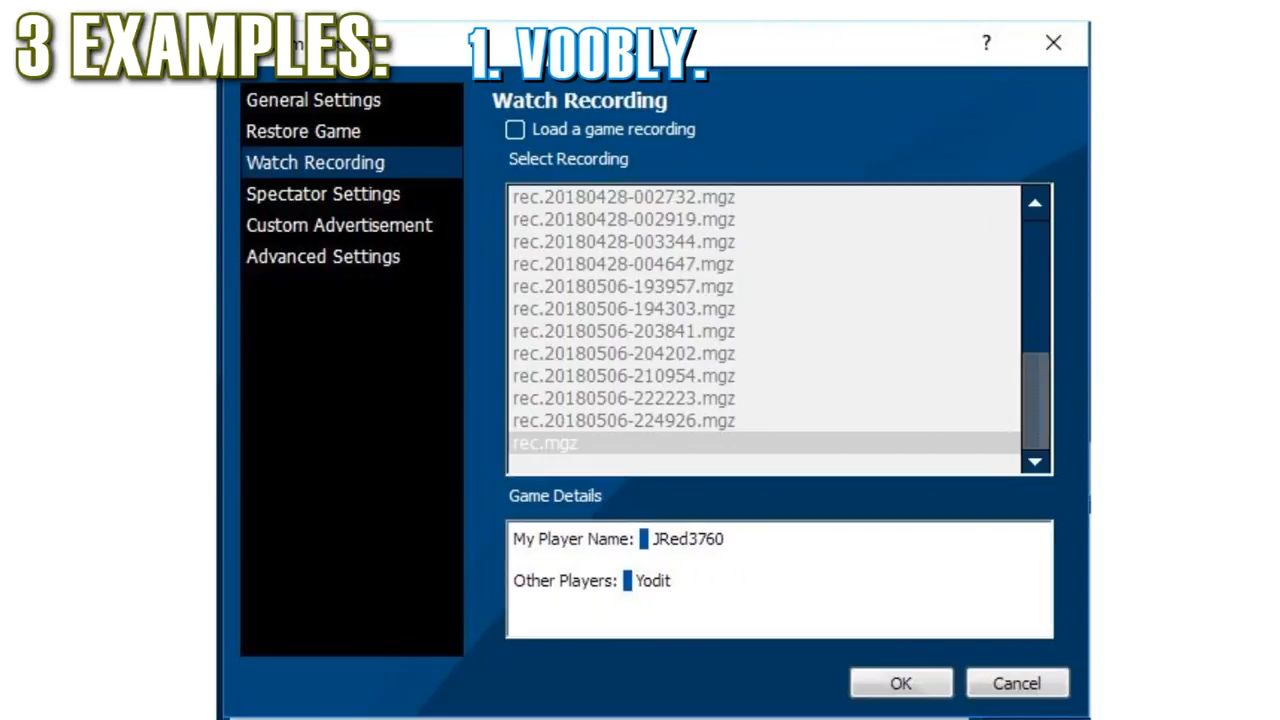 3 EXAMPLES:
1. VOOBLY.
?
General Settings
Restore Game
Watch Recording
Spectator Settings
Custom Advertisement
Advanced Settings
Watch Recording
Load a game recording
Select Recording
rec.20180428-002732.mgz
rec.20180428-002919.mgz
rec.20180428-003344.mgz
rec.20180428-004647.mgz
rec.20180506-193957.mgz
rec.20180506-194303.mgz
rec.20180506-203841.mgz
rec.20180506-204202.mgz
rec.20180506-210954.mgz
rec.20180506-222223.mgz
rec.20180506-224926.mgz
rec.mgz
Game Details
My Player Name: JRed3760
Other Players: Yodit
OK
Cancel